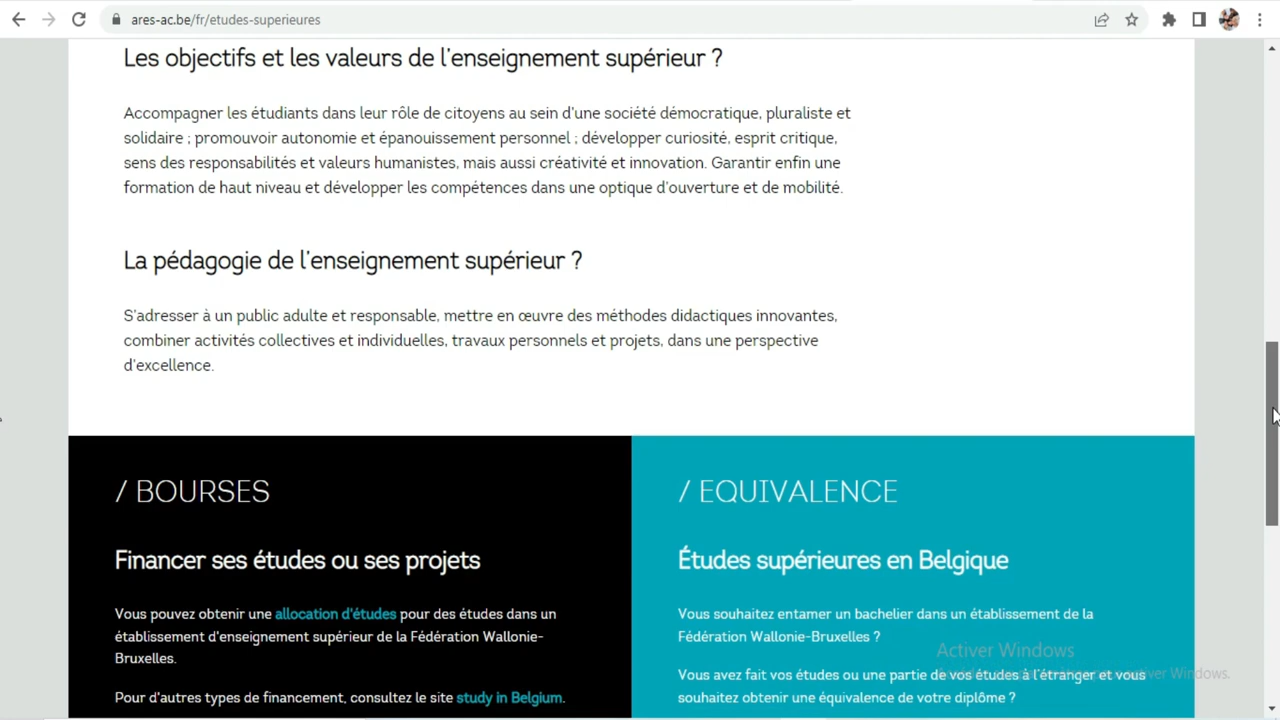 ares-ac.be/fr/etudes-superieures
Les objectifs et les valeurs de l'enseignement supérieur ?
Accompagner les étudiants dans leur rôle de citoyens au sein d'une société démocratique, pluraliste et
solidaire ; promouvoir autonomie et épanouissement personnel ; développer curiosité, esprit critique,
sens des responsabilités et valeurs humanistes, mais aussi créativité et innovation. Garantir enfin une
formation de haut niveau et développer les compétences dans une optique d'ouverture et de mobilité.
La pédagogie de l'enseignement supérieur ?
S'adresser à un public adulte et responsable, mettre en œuvre des méthodes didactiques innovantes,
combiner activités collectives et individuelles, travaux personnels et projets, dans une perspective
d'excellence.
/ BOURSES
Financer ses études ou ses projets
Vous pouvez obtenir une allocation d'études pour des études dans un
établissement d'enseignement supérieur de la Fédération Wallonie-
Bruxelles.
Pour d'autres types de financement, consultez le site study in Belgium.
/ EQUIVALENCE
Études supérieures en Belgique
Vous souhaitez entamer un bachelier dans un établissement de la
Fédération Wallonie-Bruxelles ?
Vous avez fait vos études ou une partie de vos études à l'étranger et vous
souhaitez obtenir une équivalence de votre diplôme ?
Activer Windows
activer Windows.